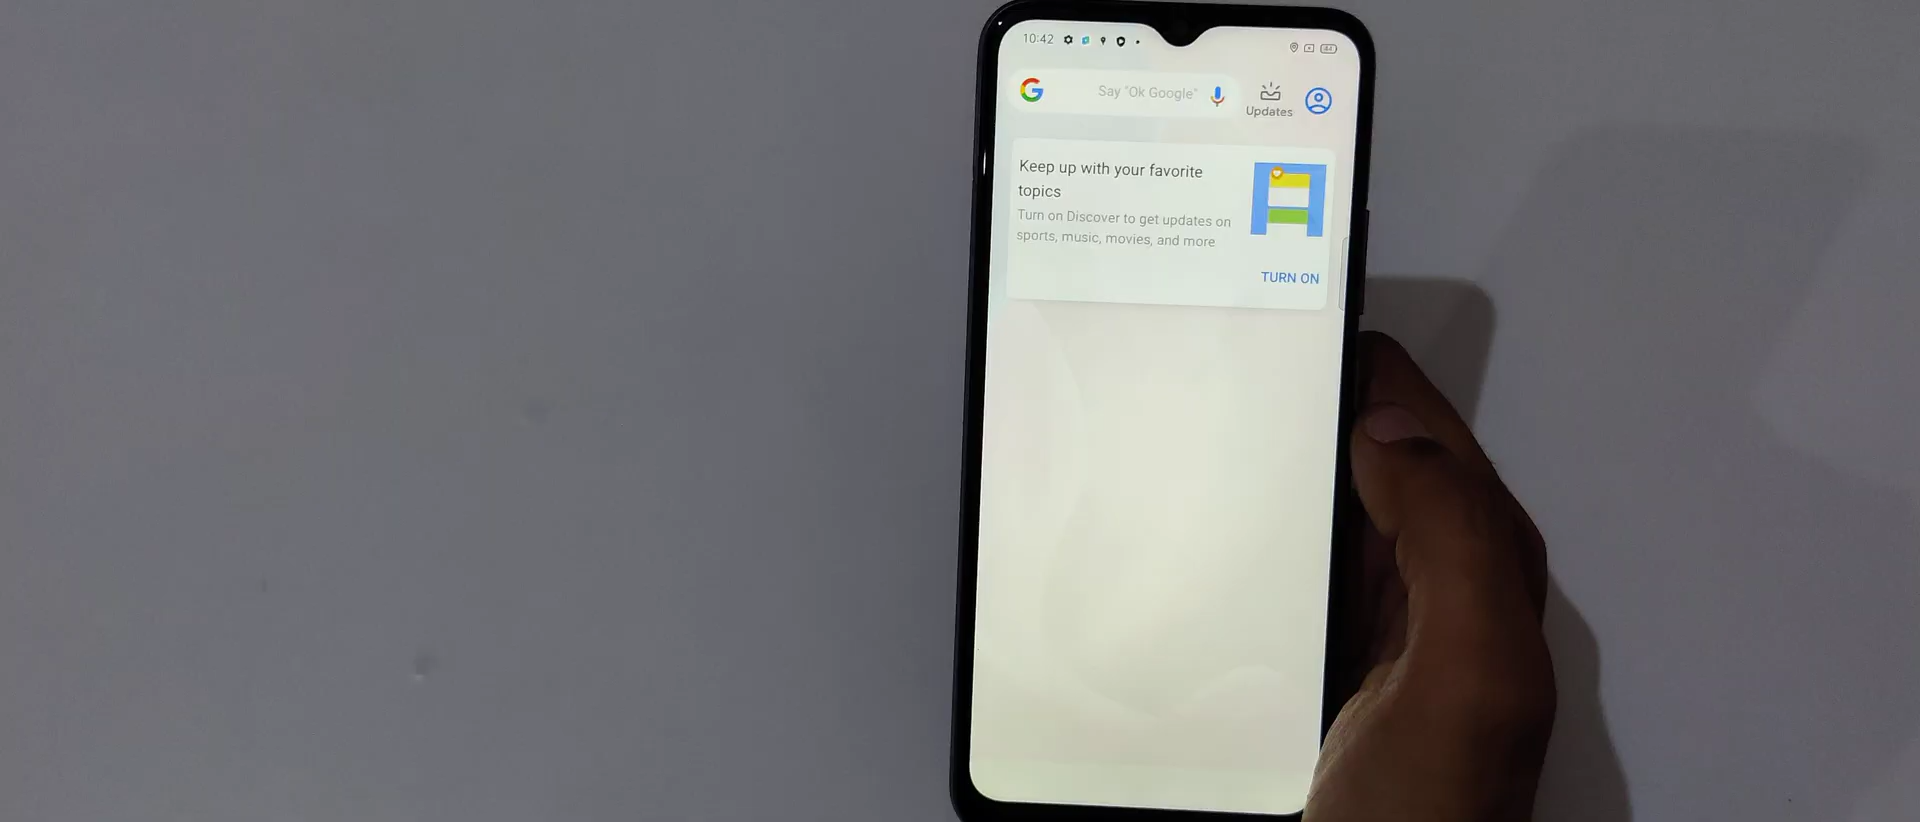 10:42
Say "Ok Google"
Updates
Keep up with your favorite
topics
Turn on Discover to get updates on
sports, music, movies, and more
TURN ON